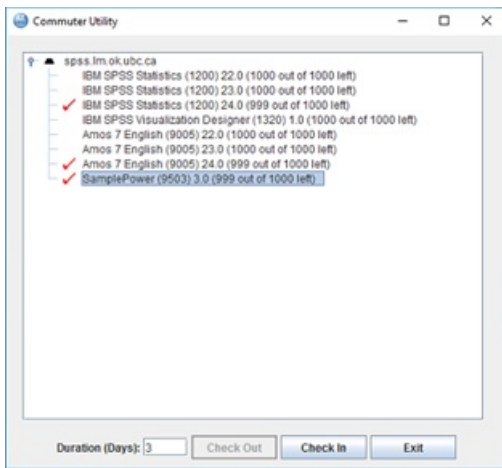 Commuter Utility
spss.lm.ok.ubc.ca
IBM SPSS Statistics (1200) 22.0 (1000 out of 1000 left)
IBM SPSS Statistics (1200) 23.0 (1000 out of 1000 left)
IBM SPSS Statistics (1200) 24.0 (999 out of 1000 left)
IBM SPSS Visualization Designer (1320) 1.0 (1000 out of 1000 left)
Amos 7 English (9005) 22.0 (1000 out of 1000 left)
Amos 7 English (9005) 23.0 (1000 out of 1000 left)
Amos 7 English (9005) 24.0 (999 out of 1000 left)
SamplePower (9503) 3.0 (999 out of 1000 left)
Duration (Days): 3 Check Out Check In Exit